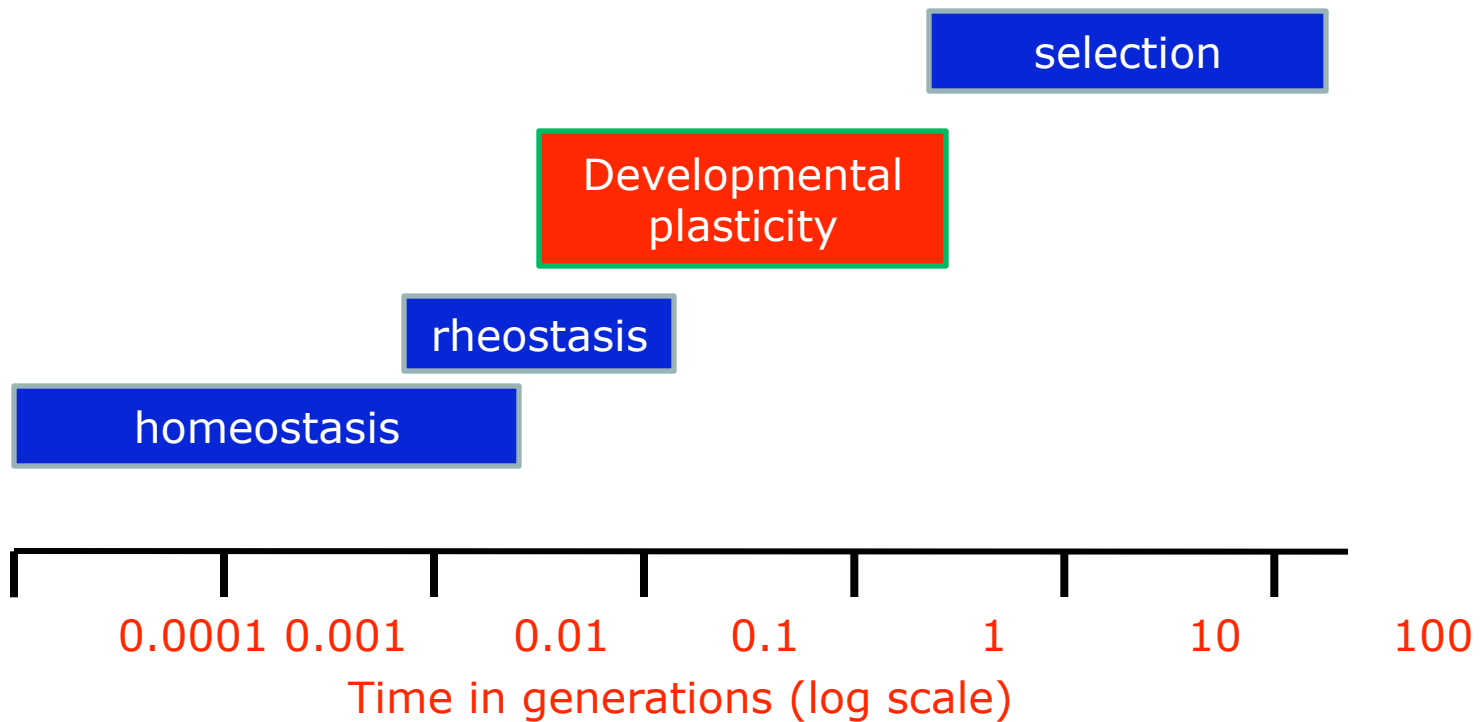 selection
Developmental
plasticity
rheostasis
homeostasis
0.0001 0.001 0.01 0.1 1 10 100
Time in generations (log scale)